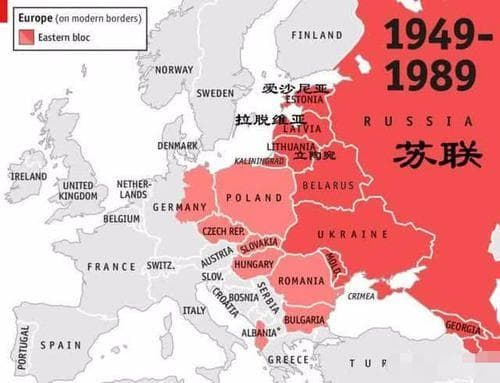 Europe (on modern borders)
Eastern bloc
1949-
1989
FINLAND
NORWAY
SWEDEN
爱沙尼亚
ESTONIA
RUSSIA
拉脱维亚
LATVIA
LITHUANIA
立陶宛
苏联
KALININGRAD
DENMARK
IRELAND
UNITED
KINGDOM
NETHER-
LANDS
BELARUS
GERMANY
POLAND
BELGIUM
CZECH REP.
UKRAINE
SLOVAKIA
FRANCE
SWITZ.
AUSTRIA
HUNGARY
MOLD.
SLOV.
ROMANIA
CROATIA
BOSNIA
SERBIA
CRIMEA
ITALY
BULGARIA
GEORGIA
PORTUGAL
SPAIN
ALBANIA*
GREECE
TUR